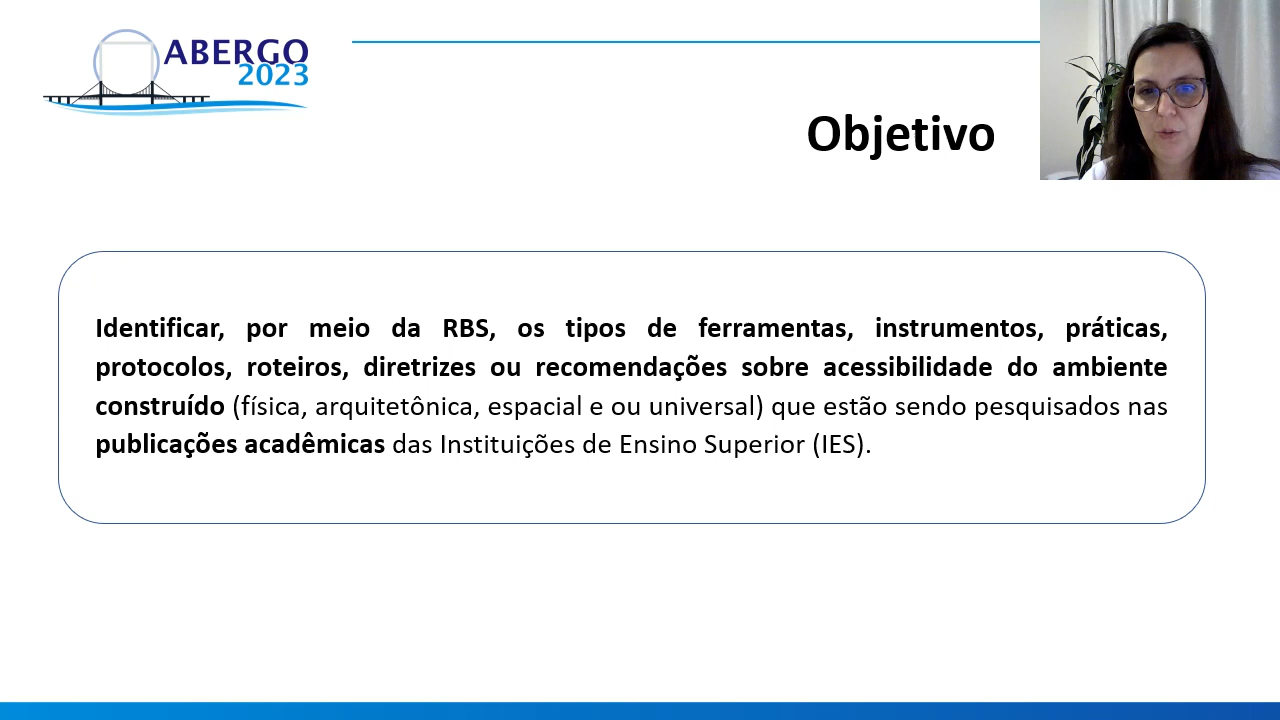 ABERGO
2023
Objetivo
Identificar, por meio da RBS, os tipos de ferramentas, instrumentos, práticas,
protocolos, roteiros, diretrizes ou recomendações sobre acessibilidade do ambiente
construído (física, arquitetônica, espacial e ou universal) que estão sendo pesquisados nas
publicações acadêmicas das Instituições de Ensino Superior (IES).